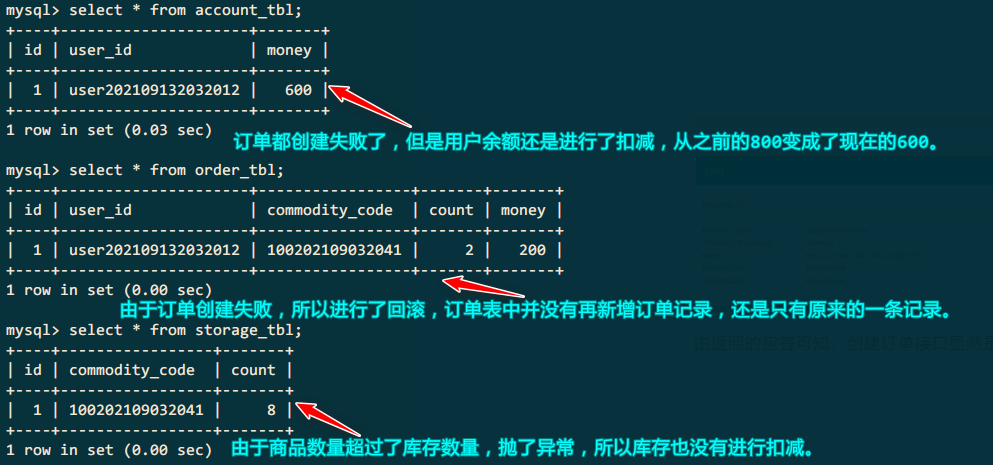 mysql> select * from account_tbl;
+----+---------------------+-------+
| id | user_id             | money |
+----+---------------------+-------+
|  1 | user202109132032012 |   600 |
+----+---------------------+-------+
1 row in set (0.03 sec)
订单都创建失败了，但是用户余额还是进行了扣减，从之前的800变成了现在的600。
mysql> select * from order_tbl;
+----+---------------------+-----------------+-------+-------+
| id | user_id             | commodity_code  | count | money |
+----+---------------------+-----------------+-------+-------+
|  1 | user202109132032012 | 100202109032041 |     2 |   200 |
+----+---------------------+-----------------+-------+-------+
1 row in set (0.00 sec)
由于订单创建失败，所以进行了回滚，订单表中并没有再新增订单记录，还是只有原来的一条记录。
mysql> select * from storage_tbl;
+----+-----------------+-------+
| id | commodity_code  | count |
+----+-----------------+-------+
|  1 | 100202109032041 |     8 |
+----+-----------------+-------+
1 row in set (0.00 sec)
由于商品数量超过了库存数量，抛了异常，所以库存也没有进行扣减。